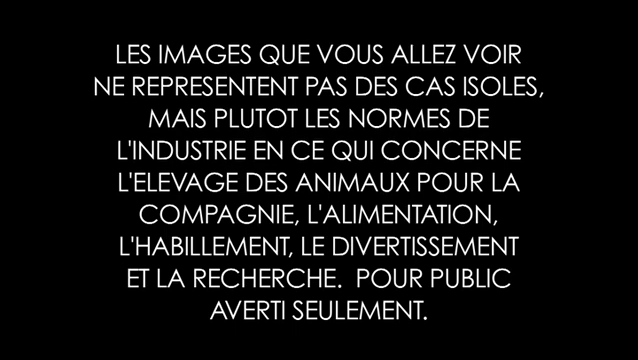 LES IMAGES QUE VOUS ALLEZ VOIR
NE REPRESENTENT PAS DES CAS ISOLES,
MAIS PLUTOT LES NORMES DE
L'INDUSTRIE EN CE QUI CONCERNE
L'ELEVAGE DES ANIMAUX POUR LA
COMPAGNIE, L'ALIMENTATION,
L'HABILLEMENT, LE DIVERTISSEMENT
ET LA RECHERCHE. POUR PUBLIC
AVERTI SEULEMENT.